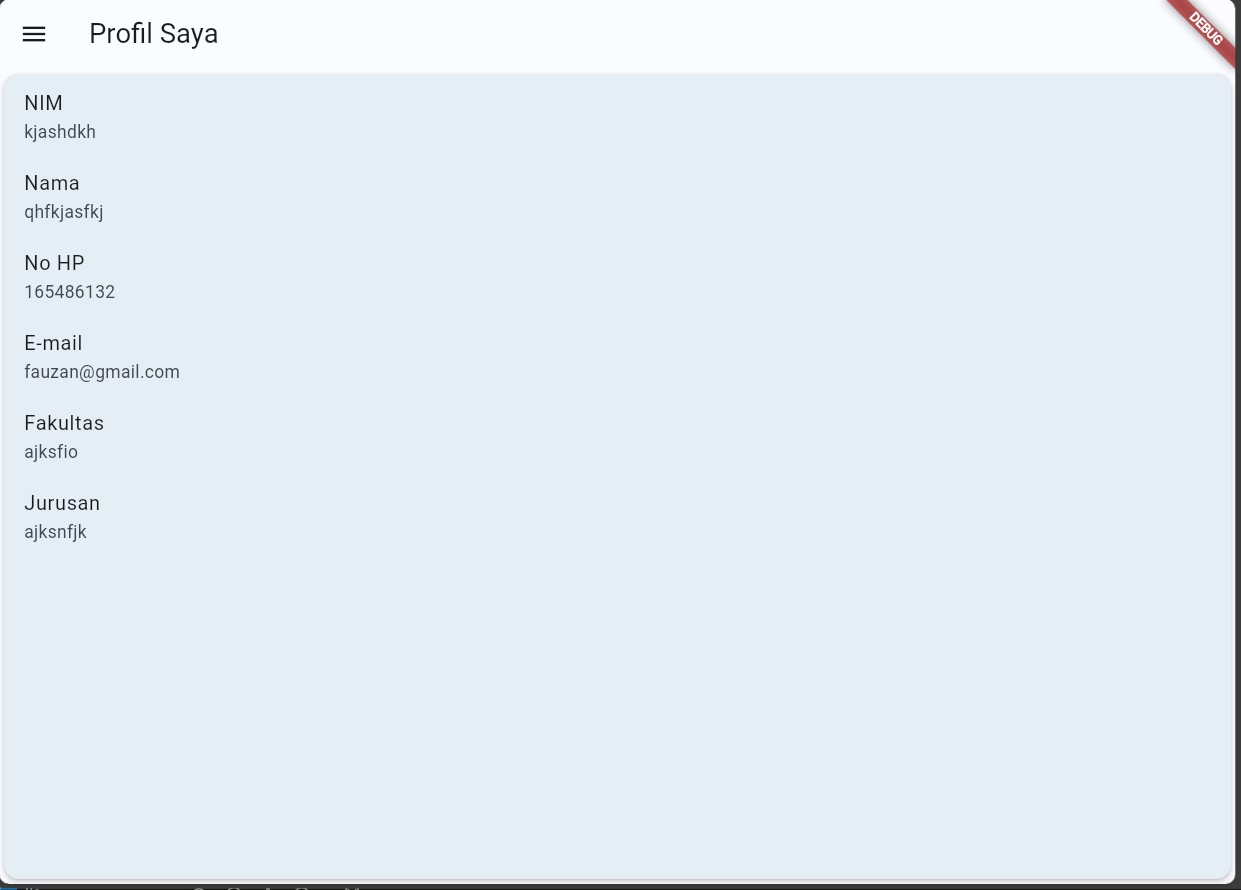 Profil Saya
DEBUG
NIM
kjashdkh
Nama
qhfkjasfkj
No HP
165486132
E-mail
fauzan@gmail.com
Fakultas
ajksfio
Jurusan
ajksnfjk